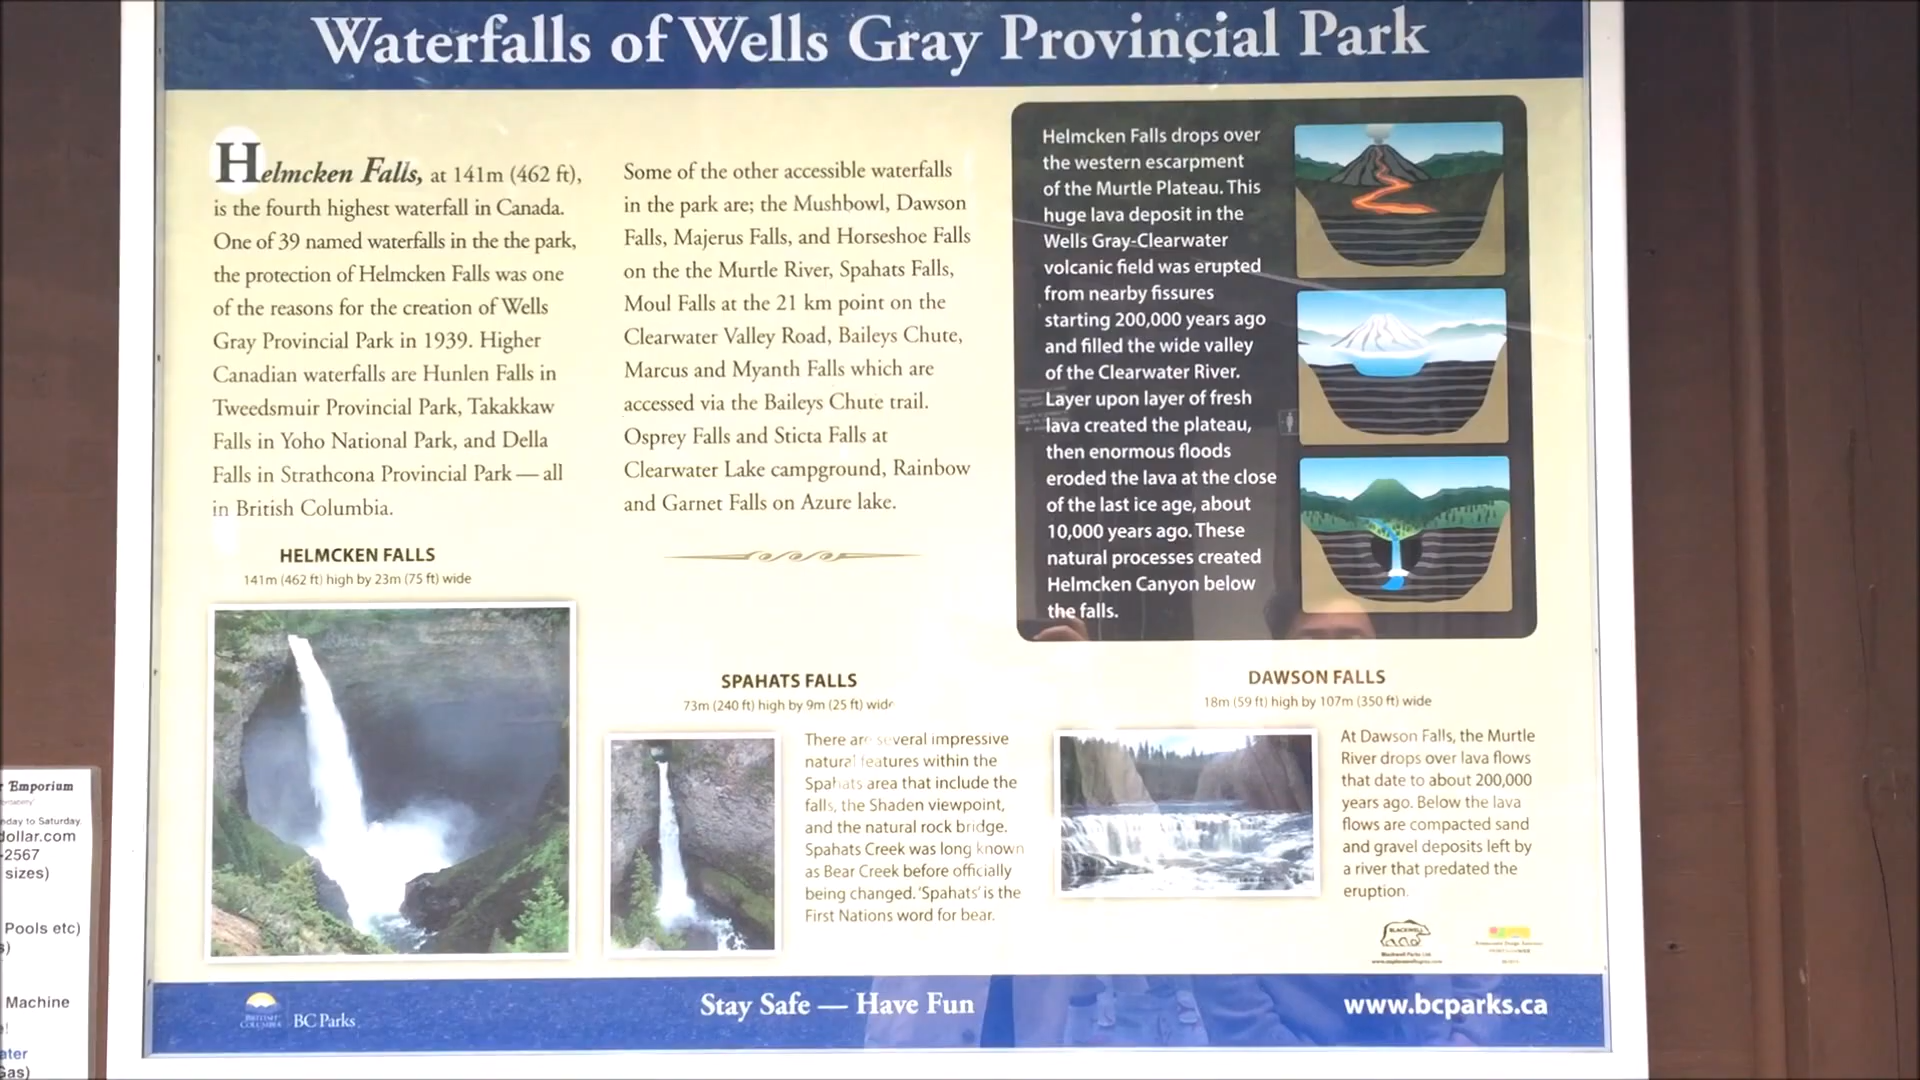 Waterfalls of Wells Gray Provincial Park
Helmcken Falls, at 141m (462 ft),
is the fourth highest waterfall in Canada.
One of 39 named waterfalls in the the park,
the protection of Helmcken Falls was one
of the reasons for the creation of Wells
Gray Provincial Park in 1939. Higher
Canadian waterfalls are Hunlen Falls in
Tweedsmuir Provincial Park, Takakkaw
Falls in Yoho National Park, and Della
Falls in Strathcona Provincial Park — all
in British Columbia.
Some of the other accessible waterfalls
in the park are; the Mushbowl, Dawson
Falls, Majerus Falls, and Horseshoe Falls
on the the Murtle River, Spahats Falls,
Moul Falls at the 21 km point on the
Clearwater Valley Road, Baileys Chute,
Marcus and Myanth Falls which are
accessed via the Baileys Chute trail.
Osprey Falls and Sticta Falls at
Clearwater Lake campground, Rainbow
and Garnet Falls on Azure lake.
Helmcken Falls drops over
the western escarpment
of the Murtle Plateau. This
huge lava deposit in the
Wells Gray-Clearwater
volcanic field was erupted
from nearby fissures
starting 200,000 years ago
and filled the wide valley
of the Clearwater River.
Layer upon layer of fresh
lava created the plateau,
then enormous floods
eroded the lava at the close
of the last ice age, about
10,000 years ago. These
natural processes created
Helmcken Canyon below
the falls.
HELMCKEN FALLS
141m (462 ft) high by 23m (75 ft) wide
SPAHATS FALLS
73m (240 ft) high by 9m (25 ft) wide
There are several impressive
natural features within the
Spahats area that include the
falls, the Shaden viewpoint,
and the natural rock bridge.
Spahats Creek was long known
as Bear Creek before officially
being changed. 'Spahats' is the
First Nations word for bear.
DAWSON FALLS
18m (59 ft) high by 107m (350 ft) wide
At Dawson Falls, the Murtle
River drops over lava flows
that date to about 200,000
years ago. Below the lava
flows are compacted sand
and gravel deposits left by
a river that predated the
eruption.
BLACKWELL
Blackwell Parks Ltd
BRITISH
COLUMBIA
BC Parks
Stay Safe — Have Fun
www.bcparks.ca
Emporium
nday to Saturday.
dollar.com
-2567
sizes)
Pools etc)
s)
Machine
ater
Gas)